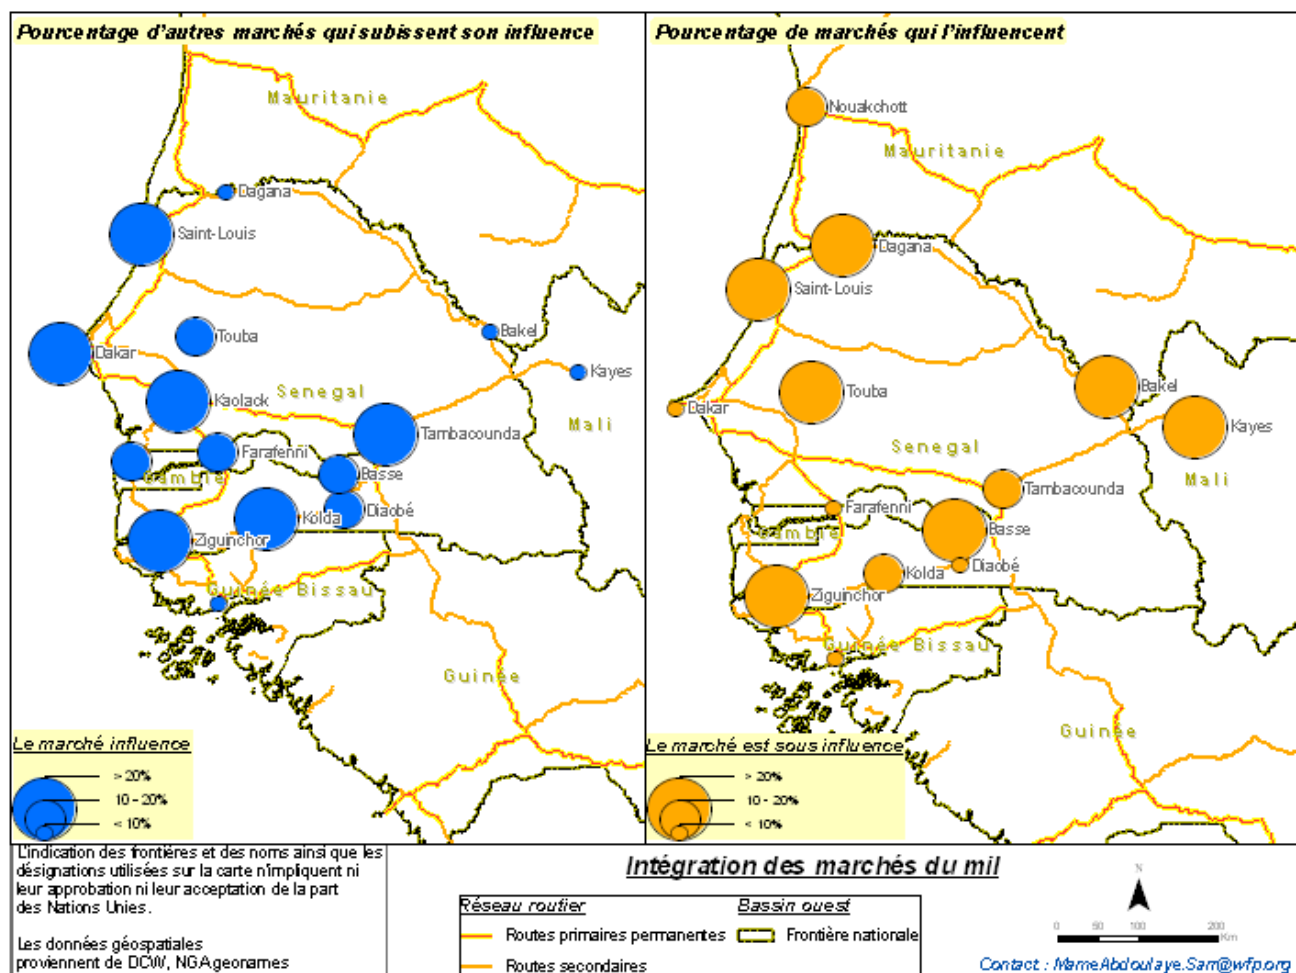 Pourcentage d'autres marchés qui subissent son influence
Mauritanie
Dagana
Saint-Louis
Touba
Bakel
Dakar
Kayes
Senegal
Kaolack
Mali
Tambacounda
Farafenni
Basse
Gambie
Diaobé
Kolda
Ziguinchor
Guinée Bissau
Guinée
Le marché influence
> 20%
10 - 20%
< 10%
Pourcentage de marchés qui l'influencent
Nouakchott
Mauritanie
Dagana
Saint-Louis
Bakel
Touba
Dakar
Kayes
Senegal
Mali
Tambacounda
Farafenni
Basse
Gambie
Diaobé
Kolda
Ziguinchor
Guinée Bissau
Guinée
Le marché est sous influence
> 20%
10 - 20%
< 10%
L'indication des frontières et des noms ainsi que les
désignations utilisées sur la carte n'impliquent ni
leur approbation ni leur acceptation de la part
des Nations Unies.
Les données géospatiales
proviennent de DCW, NGAgeonames
Intégration des marchés du mil
Réseau routier
Routes primaires permanentes
Routes secondaires
Bassin ouest
Frontière nationale
N
0 50 100 200
Km
Contact : MameAbdoulaye.Sam@wfp.org